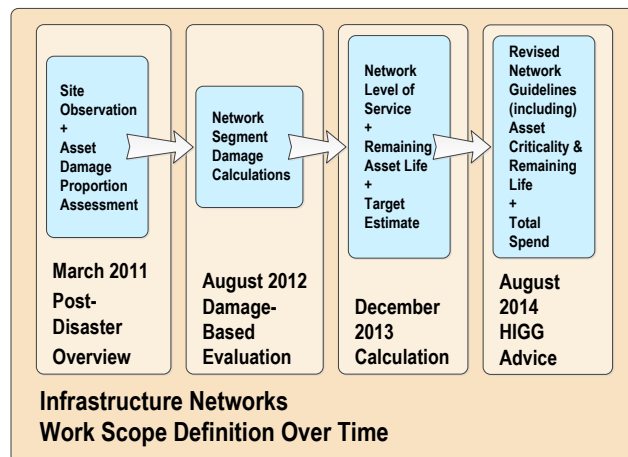 Site
Observation
+
Asset
Damage
Proportion
Assessment
March 2011
Post-
Disaster
Overview
Network
Segment
Damage
Calculations
August 2012
Damage-
Based
Evaluation
Network
Level of
Service
+
Remaining
Asset Life
+
Target
Estimate
December
2013
Calculation
Revised
Network
Guidelines
(including)
Asset
Criticality &
Remaining
Life
+
Total
Spend
August
2014
HIGG
Advice
Infrastructure Networks
Work Scope Definition Over Time